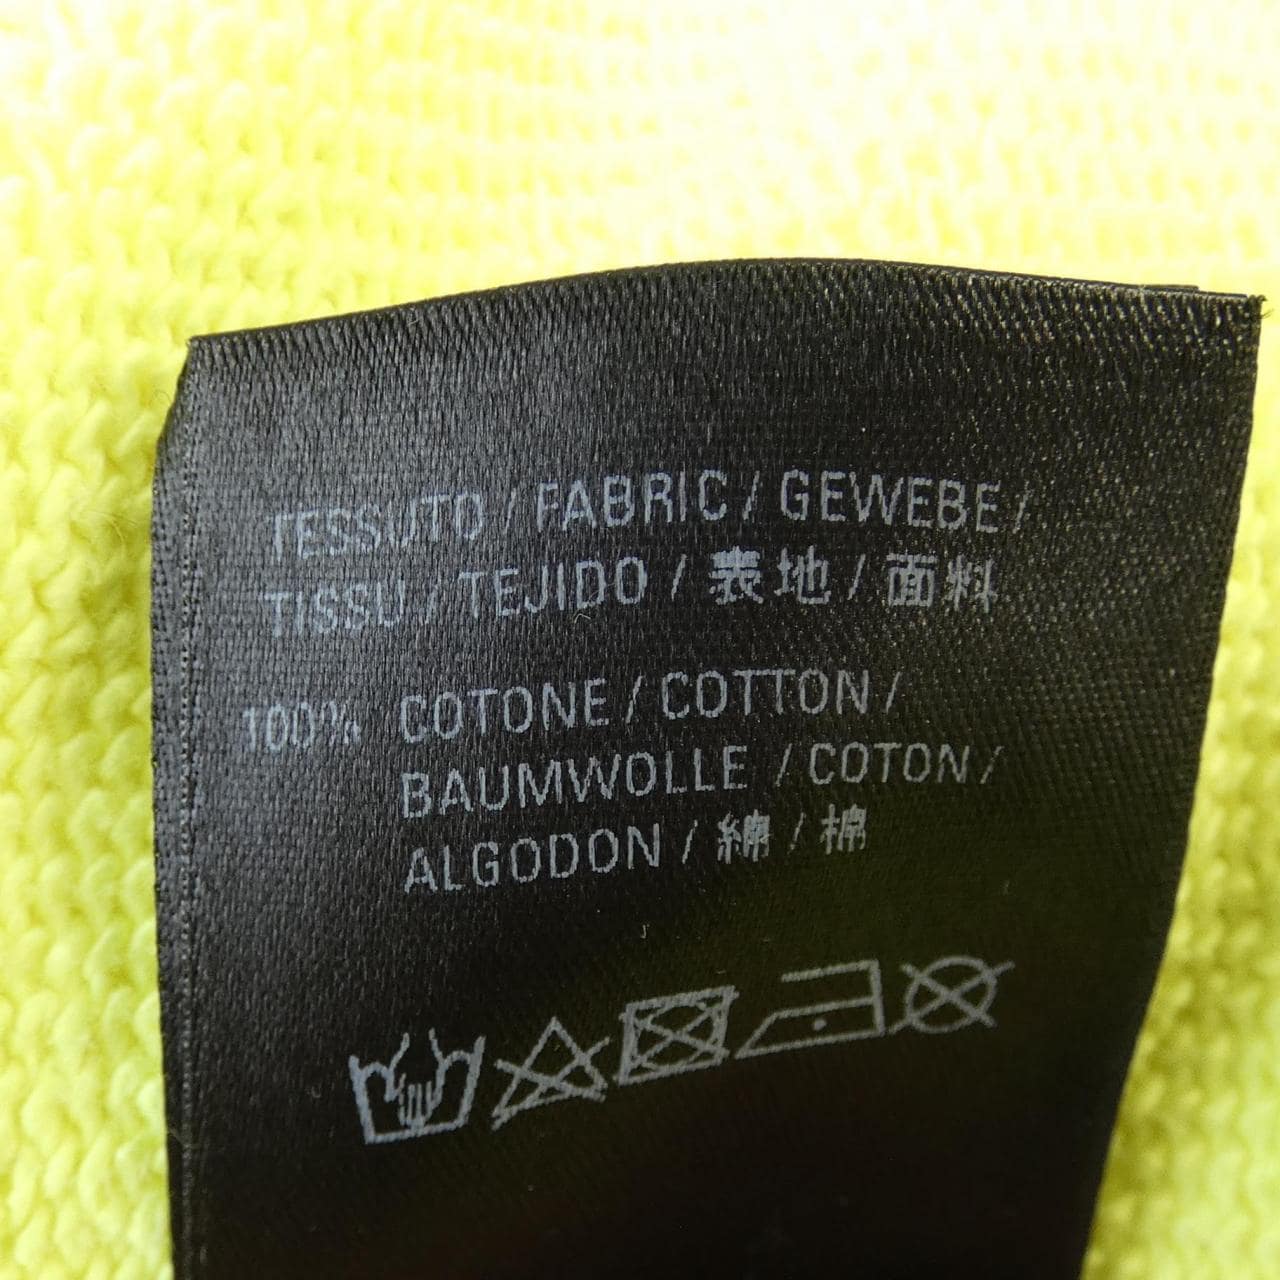 TESSUTO / FABRIC / GEWEBE /
TISSU / TEJIDO / 表地 / 面料
100% COTONE / COTTON /
BAUMWOLLE / COTON /
ALGODON / 綿 / 棉